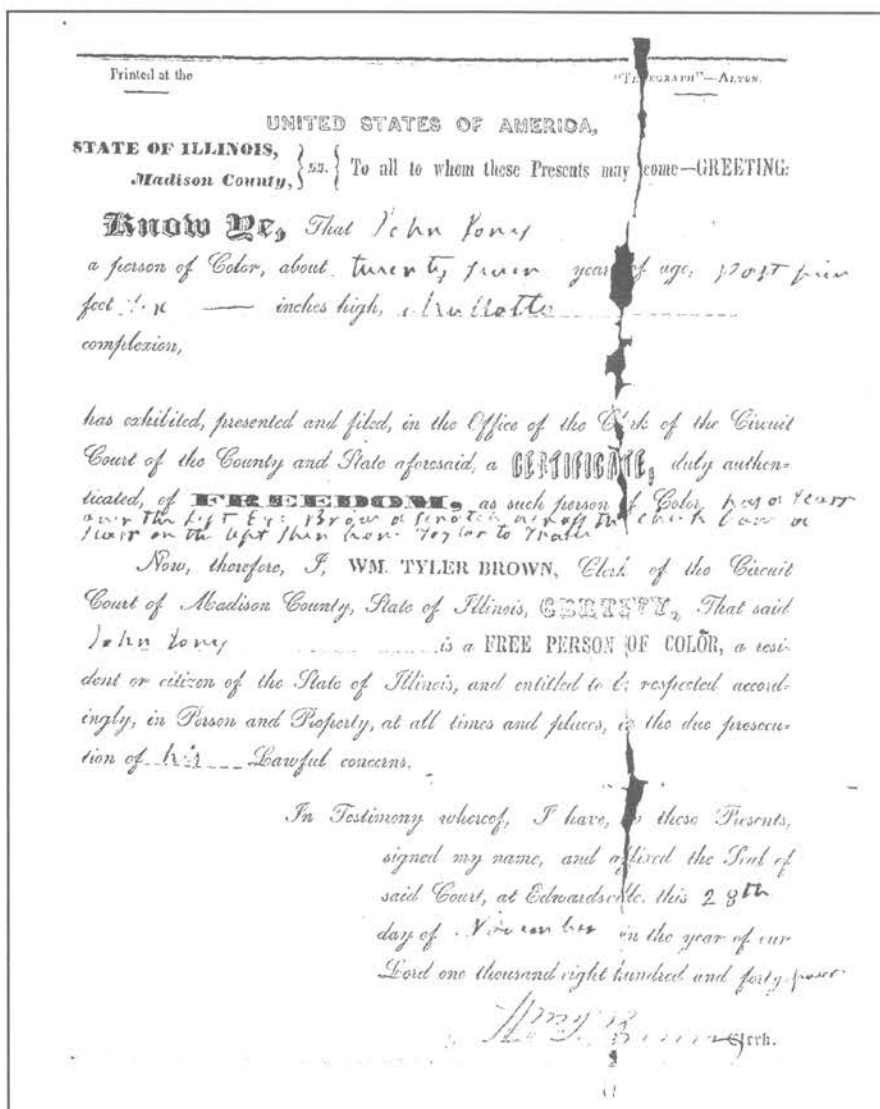 Printed at the "TELEGRAPH"—ALTON.
UNITED STATES OF AMERICA,
STATE OF ILLINOIS,
Madison County, } ss. { To all to whom these Presents may come—GREETING:
Know Ye, That John
a person of Color, about twenty years of age, past five
feet inches high, Mullatto
complexion,
has exhibited, presented and filed, in the Office of the Clerk of the Circuit
Court of the County and State aforesaid, a CERTIFICATE, duly authen-
ticated, of FREEDOM, as such person of Color has a
over the left Eye Brow a across the
on the left
Now, therefore, I, WM. TYLER BROWN, Clerk of the Circuit
Court of Madison County, State of Illinois, CERTIFY, That said
John is a FREE PERSON OF COLOR, a resi-
dent or citizen of the State of Illinois, and entitled to be respected accord-
ingly, in Person and Property, at all times and places, in the due prosecu-
tion of his Lawful concerns.
In Testimony whereof, I have, to these Presents,
signed my name, and affixed the Seal of
said Court, at Edwardsville, this 28th
day of November in the year of our
Lord one thousand eight hundred and forty-four
Clerk.